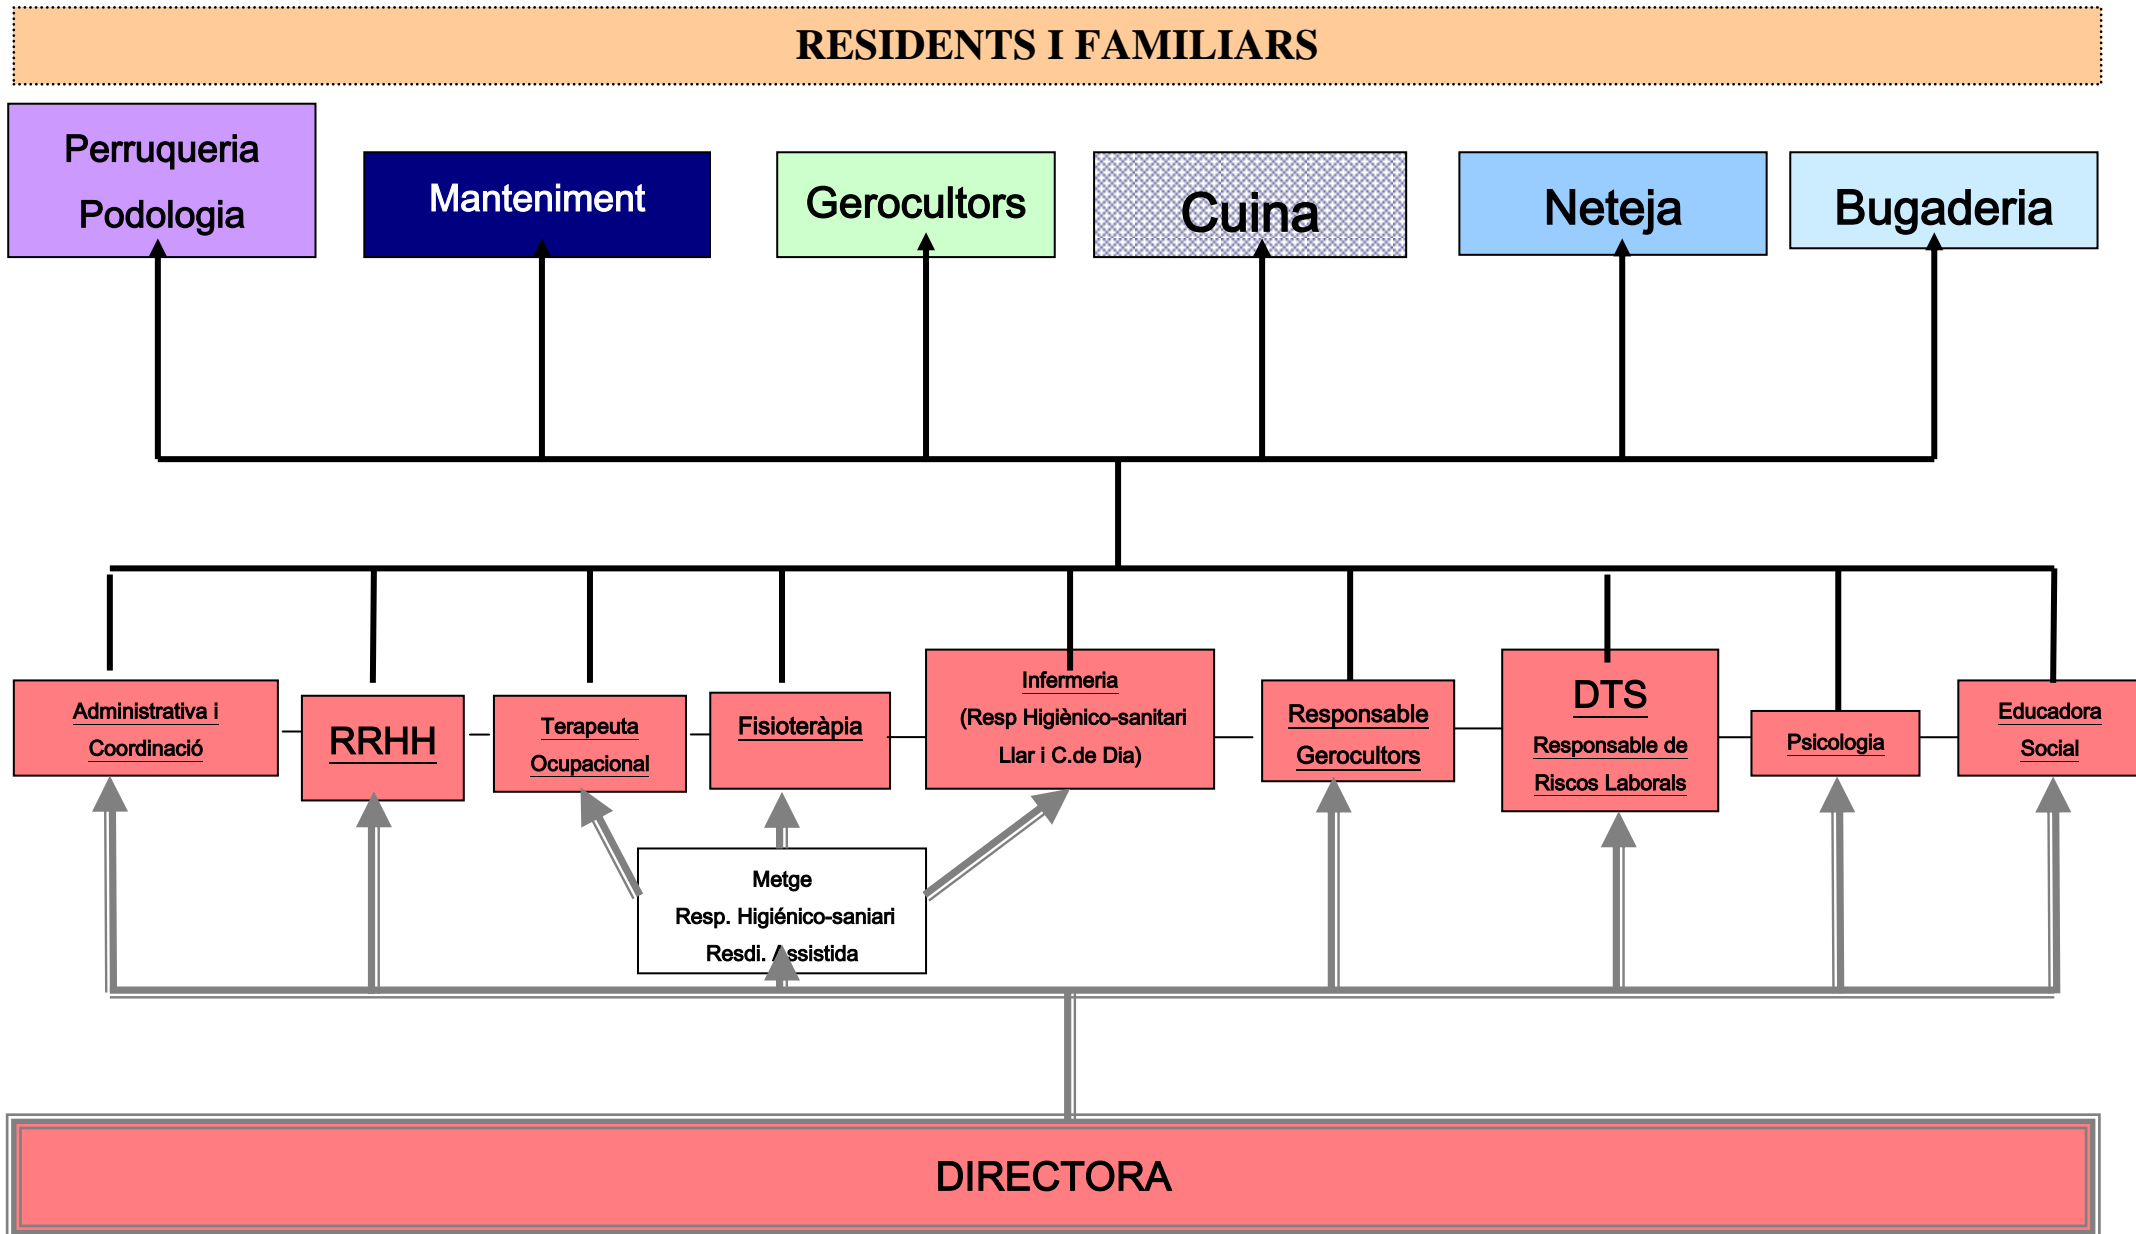 RESIDENTS I FAMILIARS
Perruqueria
Podologia
Manteniment
Gerocultors
Cuina
Neteja
Bugaderia
Administrativa i
Coordinació
RRHH
Terapeuta
Ocupacional
Fisioteràpia
Infermeria
(Resp Higiènico-sanitari
Llar i C.de Dia)
Responsable
Gerocultors
DTS
Responsable de
Riscos Laborals
Psicologia
Educadora
Social
Metge
Resp. Higiénico-saniari
Resdi. Assistida
DIRECTORA